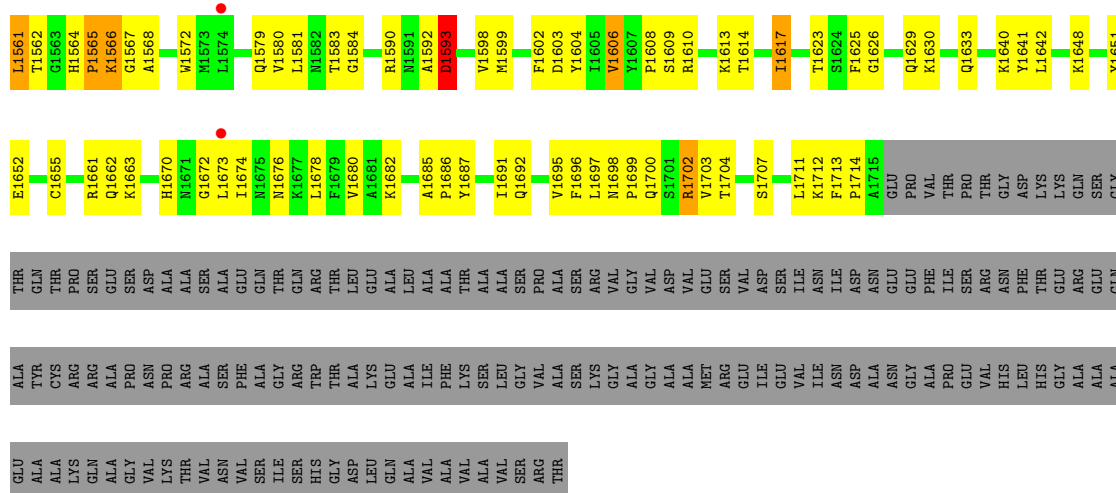 L1561 T1562 G1563 H1564 P1565 K1566 G1567 A1568 W1572 M1573 L1574 Q1579 V1580 L1581 N1582 T1583 G1584 R1590 N1591 A1592 D1593 V1598 M1599 F1602 D1603 Y1604 I1605 V1606 Y1607 P1608 S1609 R1610 K1613 T1614 I1617 T1623 S1624 F1625 G1626 Q1629 K1630 Q1633 K1640 Y1641 L1642 K1648 Y1651
E1652 C1655 R1661 Q1662 K1663 H1670 N1671 G1672 L1673 I1674 N1675 N1676 K1677 L1678 F1679 V1680 A1681 K1682 A1685 P1686 Y1687 I1691 Q1692 V1695 F1696 L1697 N1698 P1699 Q1700 S1701 R1702 V1703 T1704 S1707 L1711 K1712 F1713 P1714 A1715 GLU PRO VAL THR PRO THR GLY ASP LYS LYS GLN SER GLY
THR GLN THR PRO SER GLU SER ASP ALA ALA SER ALA GLU GLN THR GLN ARG THR LEU GLU ALA LEU ALA ALA THR ALA ALA SER PRO ALA SER ARG VAL GLY VAL ASP ALA VAL GLU SER VAL ASP SER ILE ASN ILE ASP ASN GLU GLU PHE ILE SER ARG ASN PHE THR GLU ARG GLU GLN
ALA TYR CYS ARG ARG ALA PRO ASN PRO ARG ALA SER PHE ALA GLY ARG TRP THR ALA LYS GLU ALA ILE PHE LYS SER LEU GLY VAL ALA SER LYS GLY ALA GLY ALA ALA MET ARG GLU ILE GLU VAL ILE ASN ASP ALA ASN GLY ALA PRO GLU VAL HIS LEU HIS GLY ALA ALA ALA
GLU ALA ALA LYS GLN ALA GLY VAL LYS THR VAL ASN VAL SER ILE SER HIS GLY ASP LEU GLN ALA VAL ALA VAL ALA VAL SER ARG THR